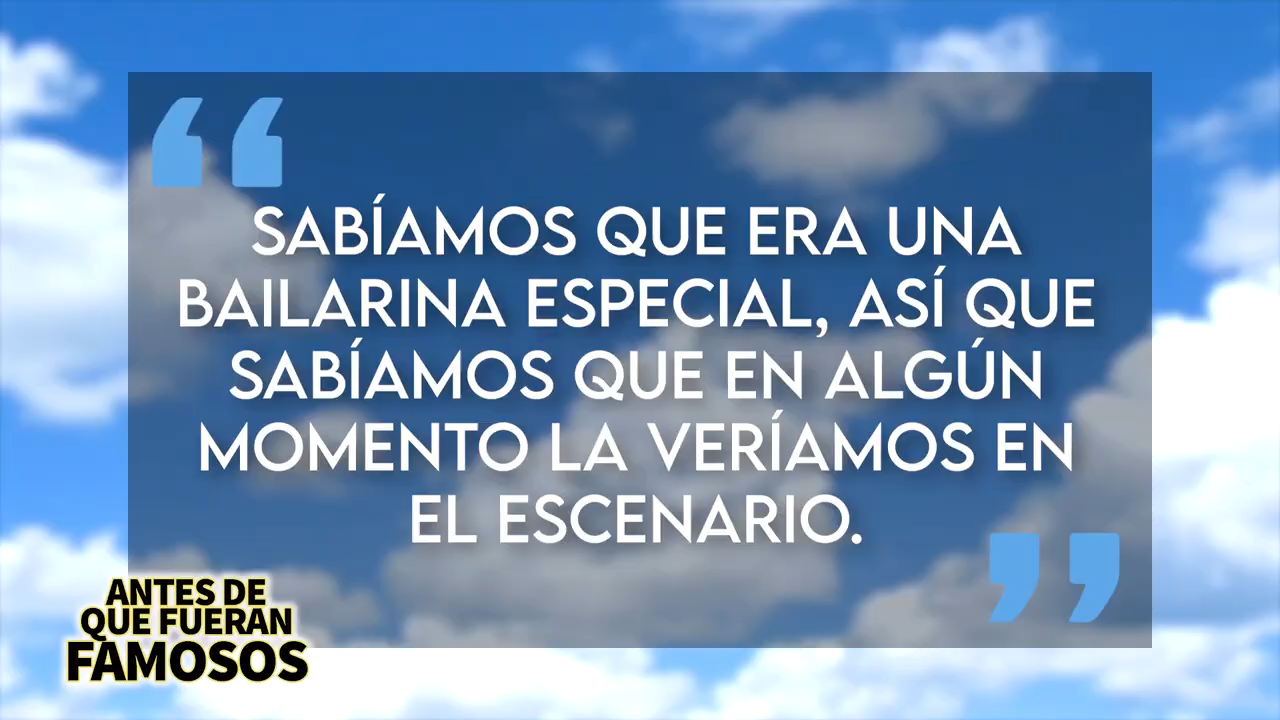 “
SABÍAMOS QUE ERA UNA
BAILARINA ESPECIAL, ASÍ QUE
SABÍAMOS QUE EN ALGÚN
MOMENTO LA VERÍAMOS EN
EL ESCENARIO.
”
ANTES DE
QUE FUERAN
FAMOSOS